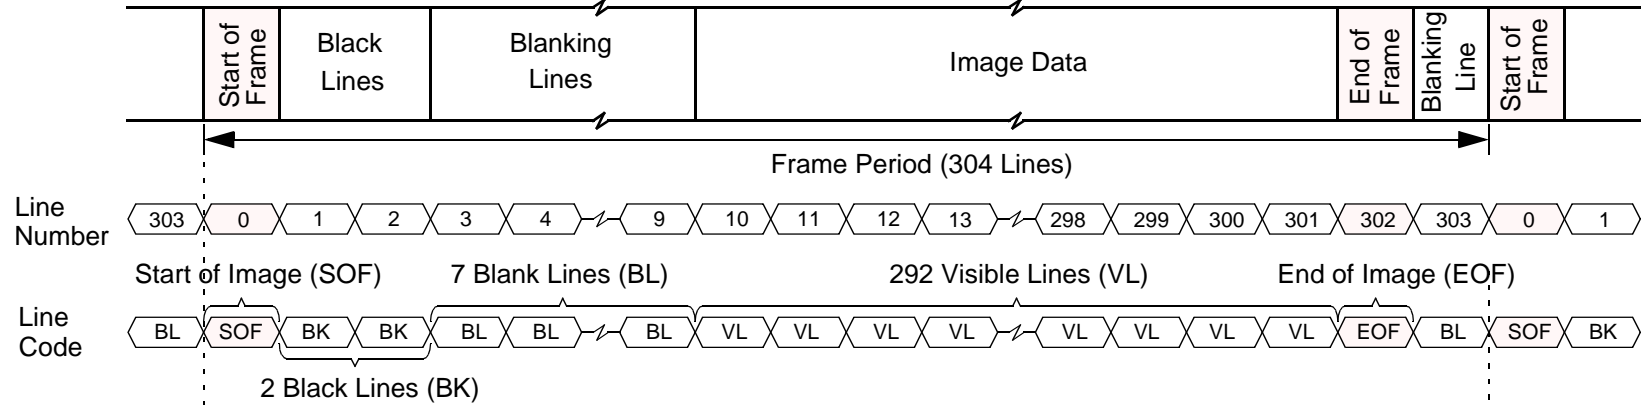 Start of Frame
Black Lines
Blanking Lines
Image Data
End of Frame
Blanking Line
Start of Frame
Frame Period (304 Lines)
Line Number
303 0 1 2 3 4 9 10 11 12 13 298 299 300 301 302 303 0 1
Start of Image (SOF) 7 Blank Lines (BL) 292 Visible Lines (VL) End of Image (EOF)
Line Code
BL SOF BK BK BL BL BL VL VL VL VL VL VL VL VL EOF BL SOF BK
2 Black Lines (BK)